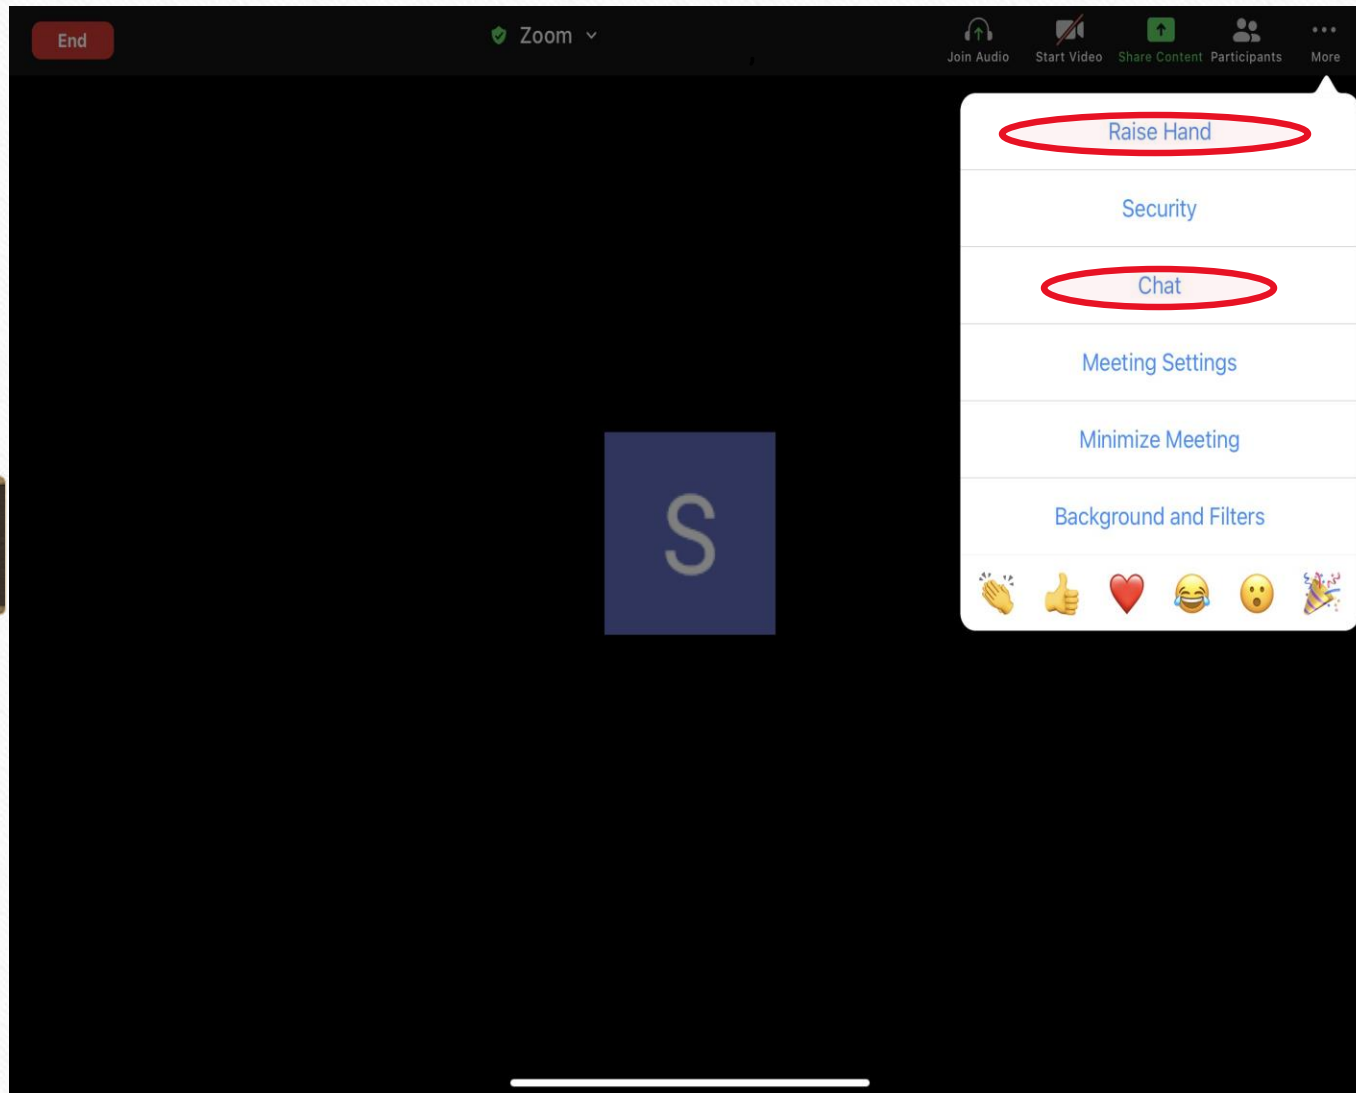 End
Zoom
Join Audio
Start Video
Share Content
Participants
More
Raise Hand
Security
Chat
Meeting Settings
Minimize Meeting
Background and Filters
S